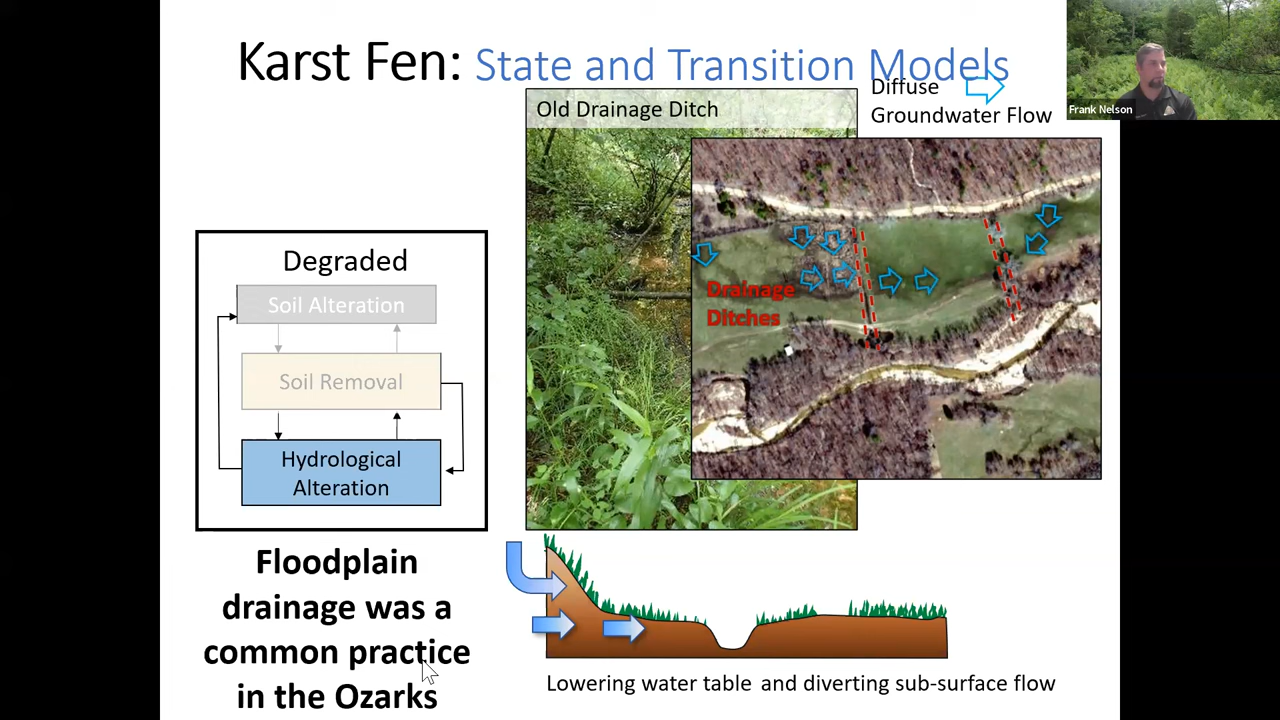 Karst Fen: State and Transition Models
Diffuse
Groundwater Flow
Frank Nelson
Old Drainage Ditch
Drainage
Ditches
Degraded
Soil Alteration
Soil Removal
Hydrological
Alteration
Floodplain
drainage was a
common practice
in the Ozarks
Lowering water table and diverting sub-surface flow